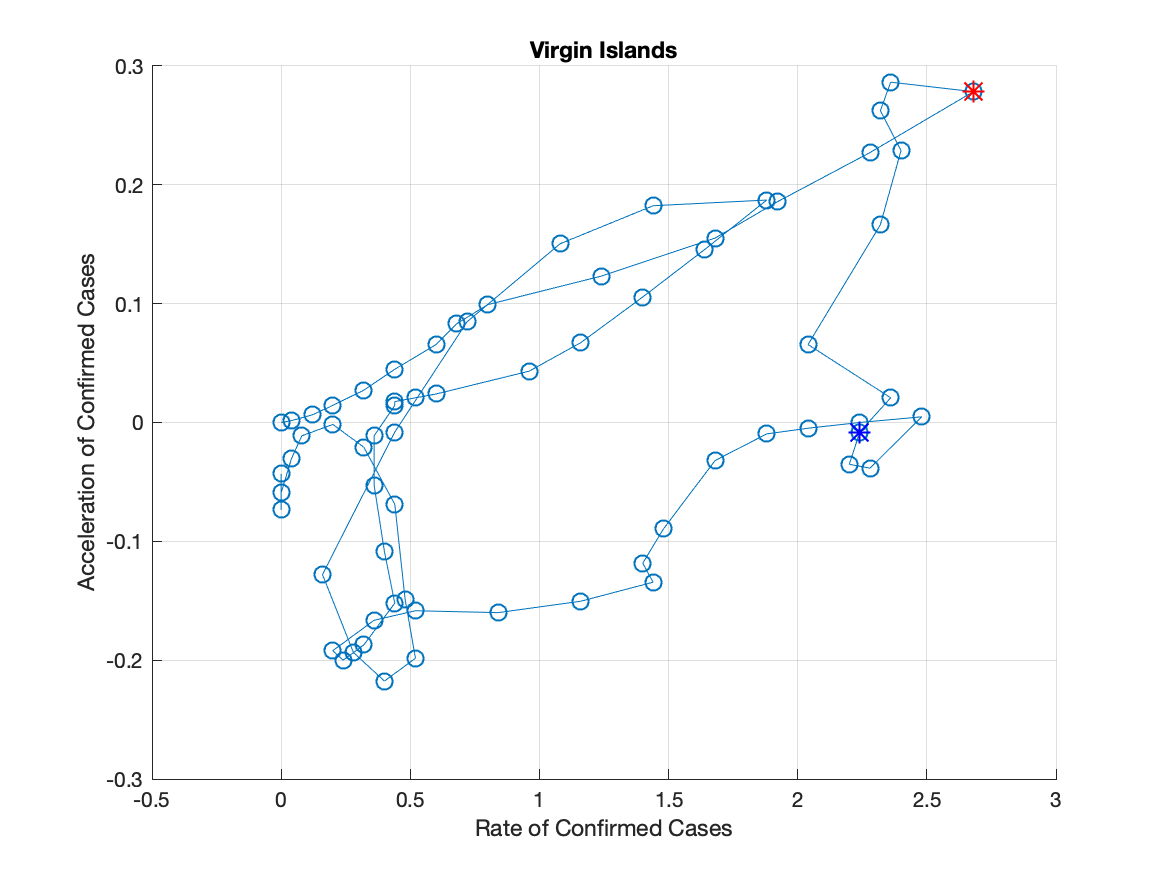 Virgin Islands
0.3
0.2
0.1
0
-0.1
-0.2
-0.3
Acceleration of Confirmed Cases
-0.5 0 0.5 1 1.5 2 2.5 3
Rate of Confirmed Cases